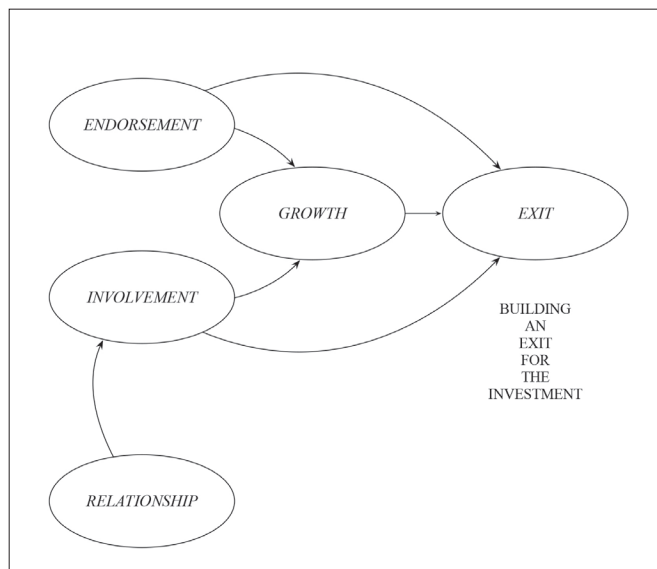 ENDORSEMENT
GROWTH
EXIT
INVOLVEMENT
BUILDING
AN
EXIT
FOR
THE
INVESTMENT
RELATIONSHIP